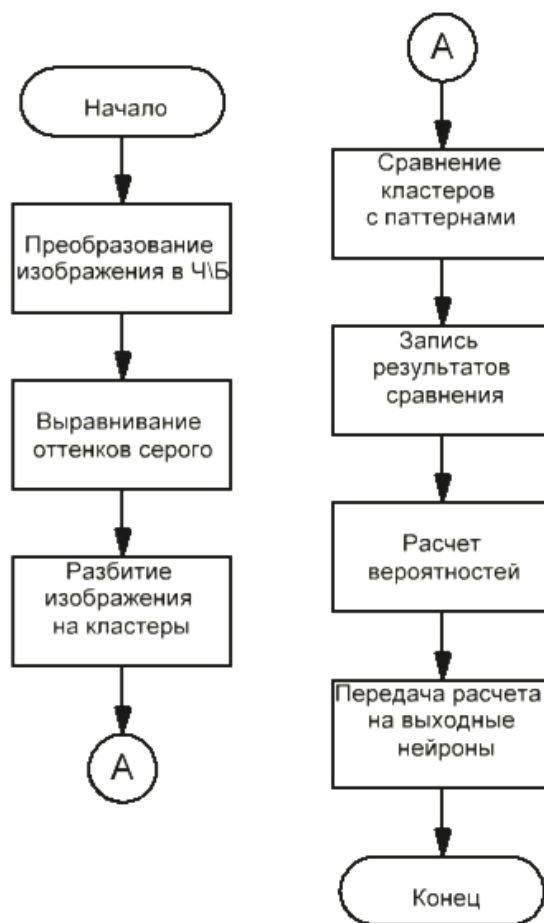 Начало
Преобразование
изображения в Ч\Б
Выравнивание
оттенков серого
Разбитие
изображения
на кластеры
А
А
Сравнение
кластеров
с паттернами
Запись
результатов
сравнения
Расчет
вероятностей
Передача расчета
на выходные
нейроны
Конец